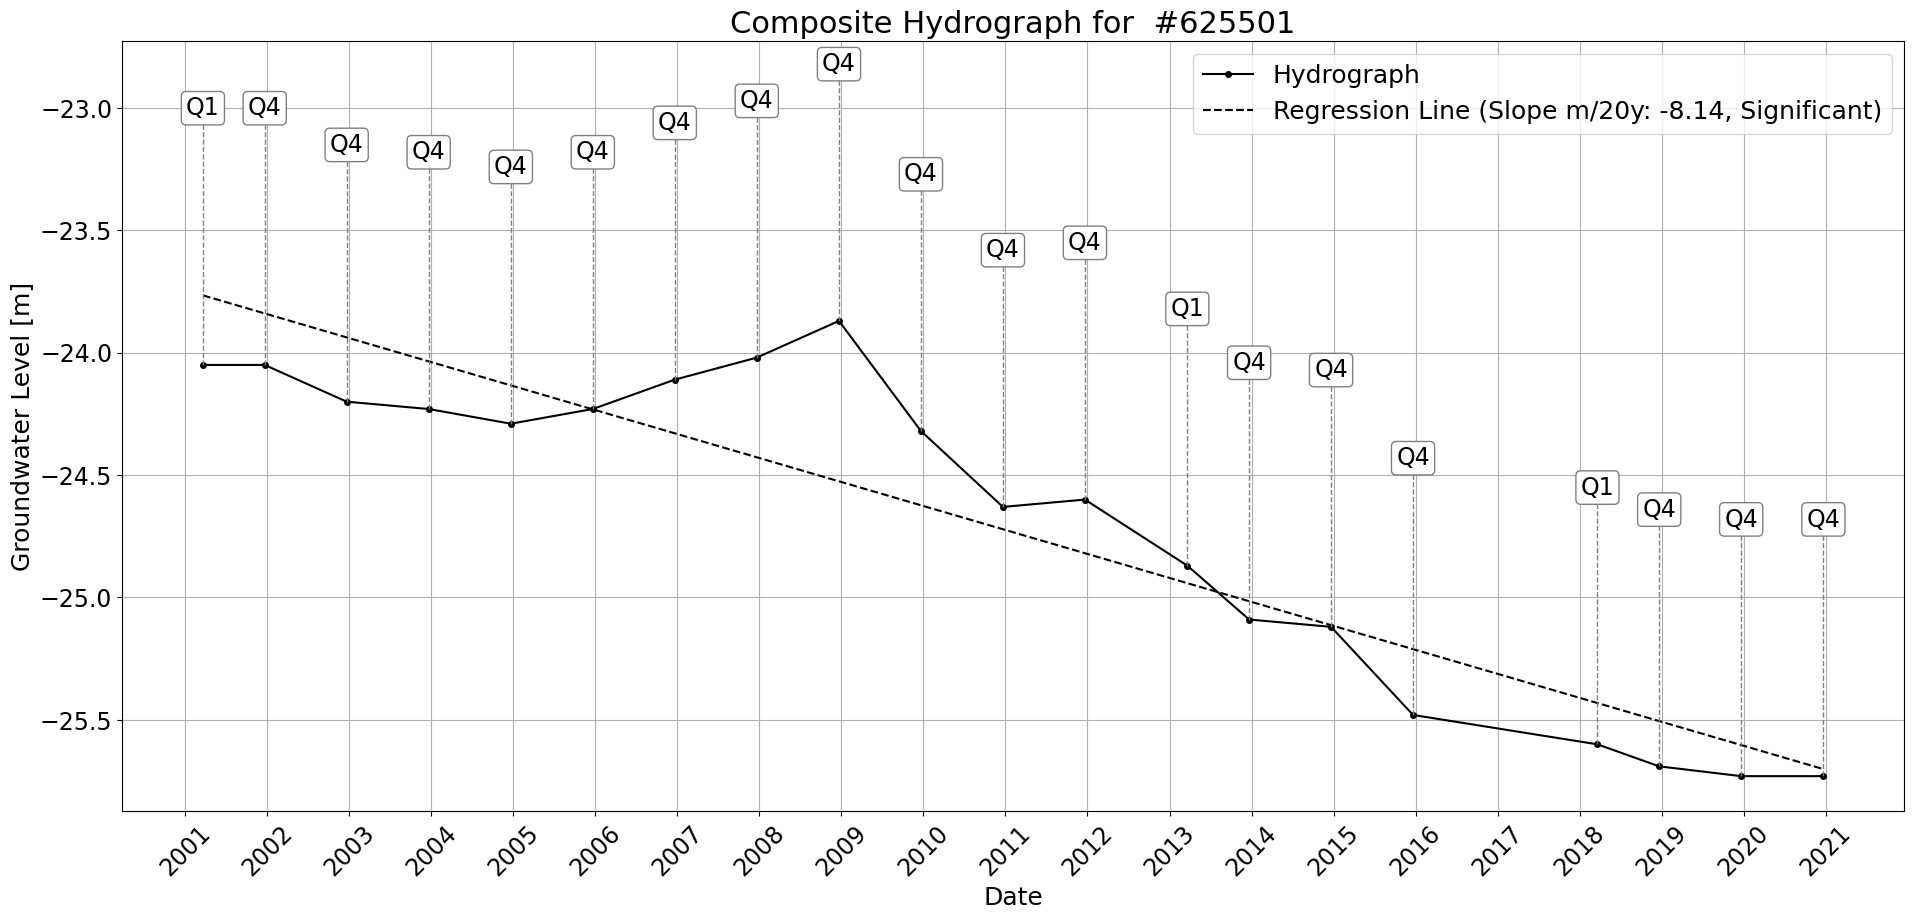 Composite Hydrograph for  #625501
Hydrograph
Regression Line (Slope m/20y: -8.14, Significant)
Q4
Q4
Q1
Q4
Q4
Q4
Q4
Q4
Q4
Q4
Q4
Q4
Q4
Q1
Q4
Q4
Q4
Q1
Q4
Q4
Q4
Groundwater Level [m]
−23.0
−23.5
−24.0
−24.5
−25.0
−25.5
2001
2002
2003
2004
2005
2006
2007
2008
2009
2010
2011
2012
2013
2014
2015
2016
2017
2018
2019
2020
2021
Date